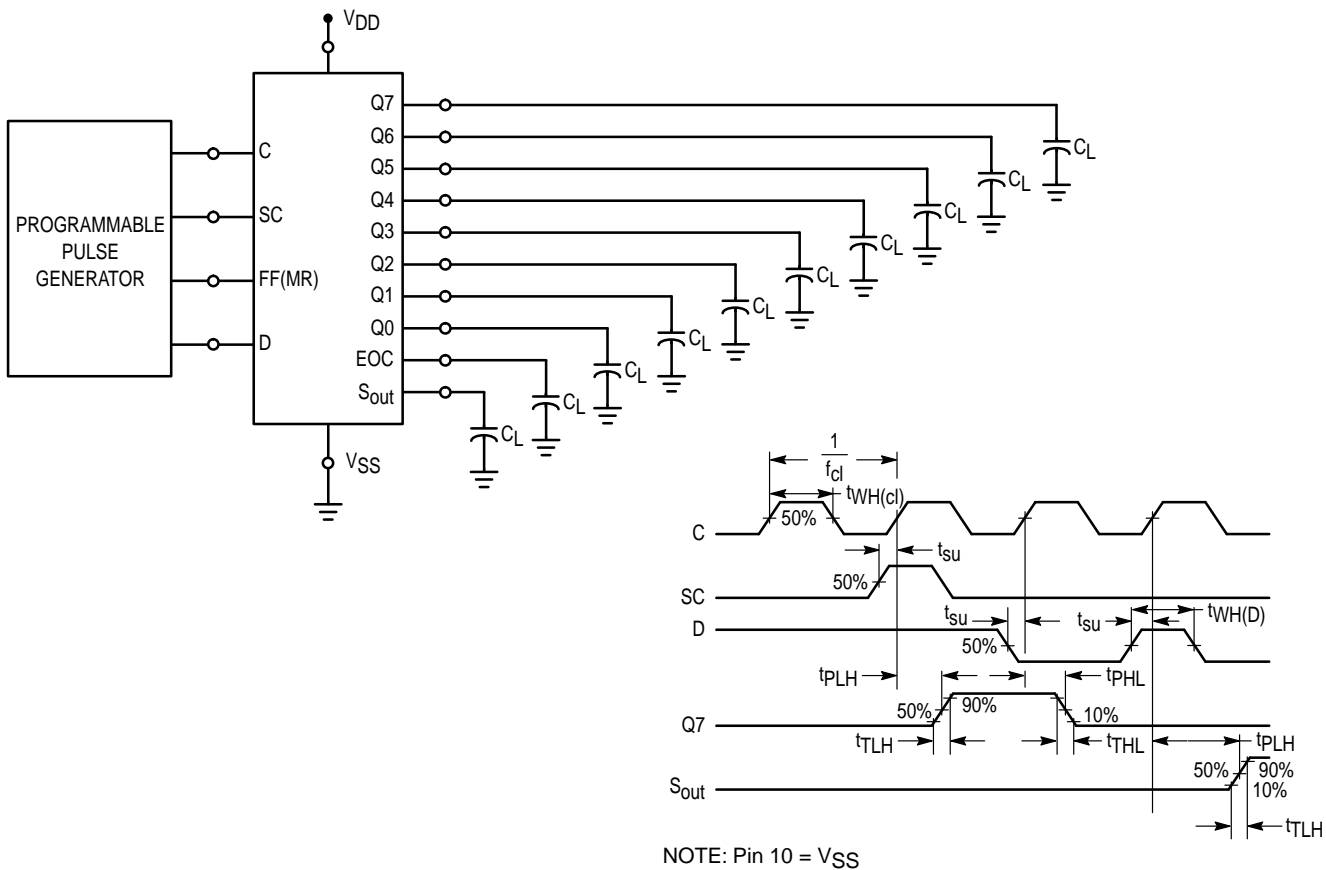 VDD
PROGRAMMABLE
PULSE
GENERATOR
C
SC
FF(MR)
D
Q7
Q6
Q5
Q4
Q3
Q2
Q1
Q0
EOC
Sout
CL
CL
CL
CL
CL
CL
CL
CL
CL
CL
VSS
1
fcl
tWH(cl)
50%
C
tsu
50%
SC
D
tsu
tsu
tWH(D)
50%
tPLH
tPHL
50%
90%
10%
Q7
tTLH
tTHL
tPLH
50%
90%
10%
Sout
tTLH
NOTE: Pin 10 = VSS